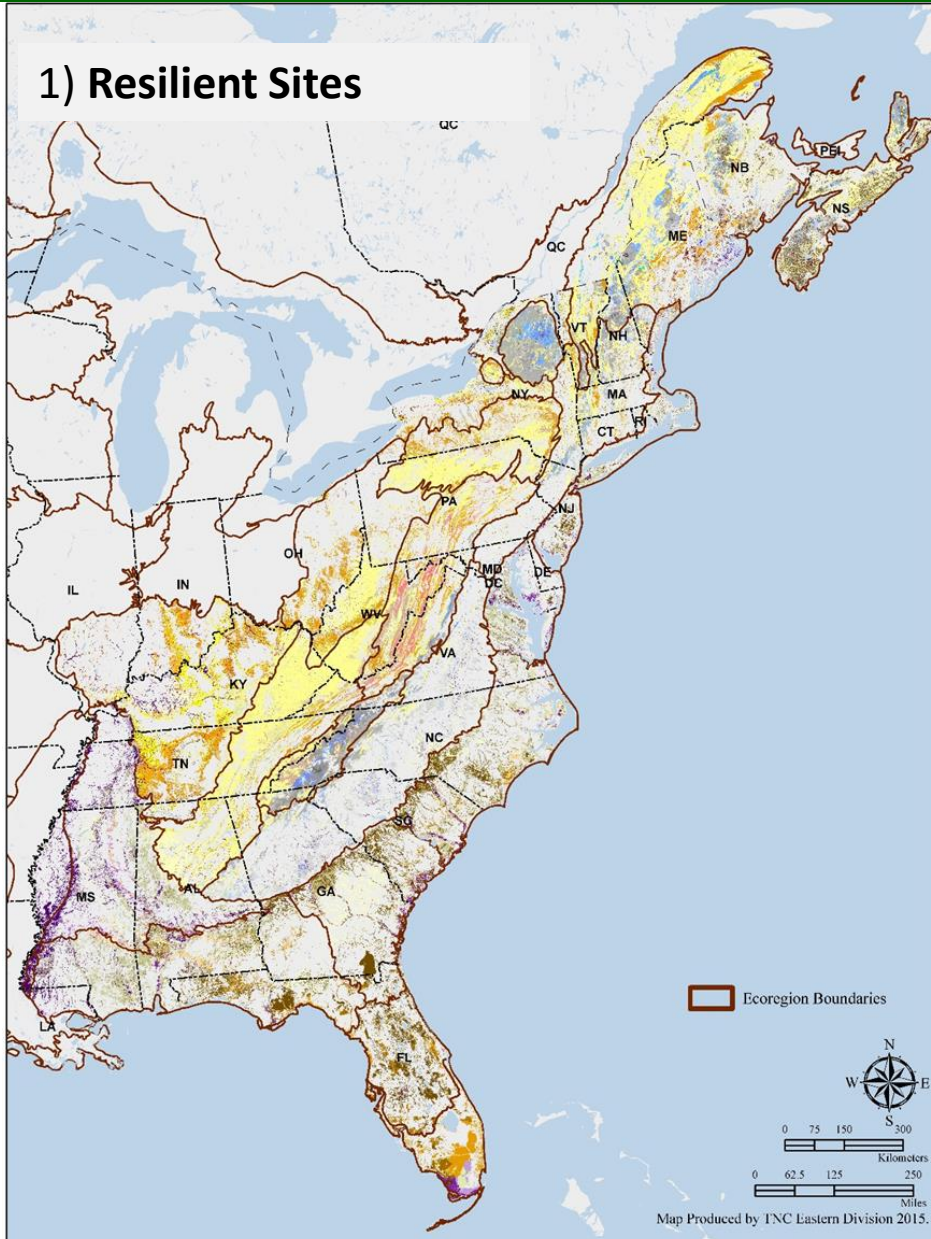 1) Resilient Sites
QC
PEI
NB
NS
QC
ME
VT
NH
NY
MA
CT
RI
PA
NJ
OH
MD
DE
DC
IL
IN
WV
VA
KY
NC
TN
SC
MS
AL
GA
LA
FL
Ecoregion Boundaries
N
W
E
S
0 75 150 300
Kilometers
0 62.5 125 250
Miles
Map Produced by TNC Eastern Division 2015.